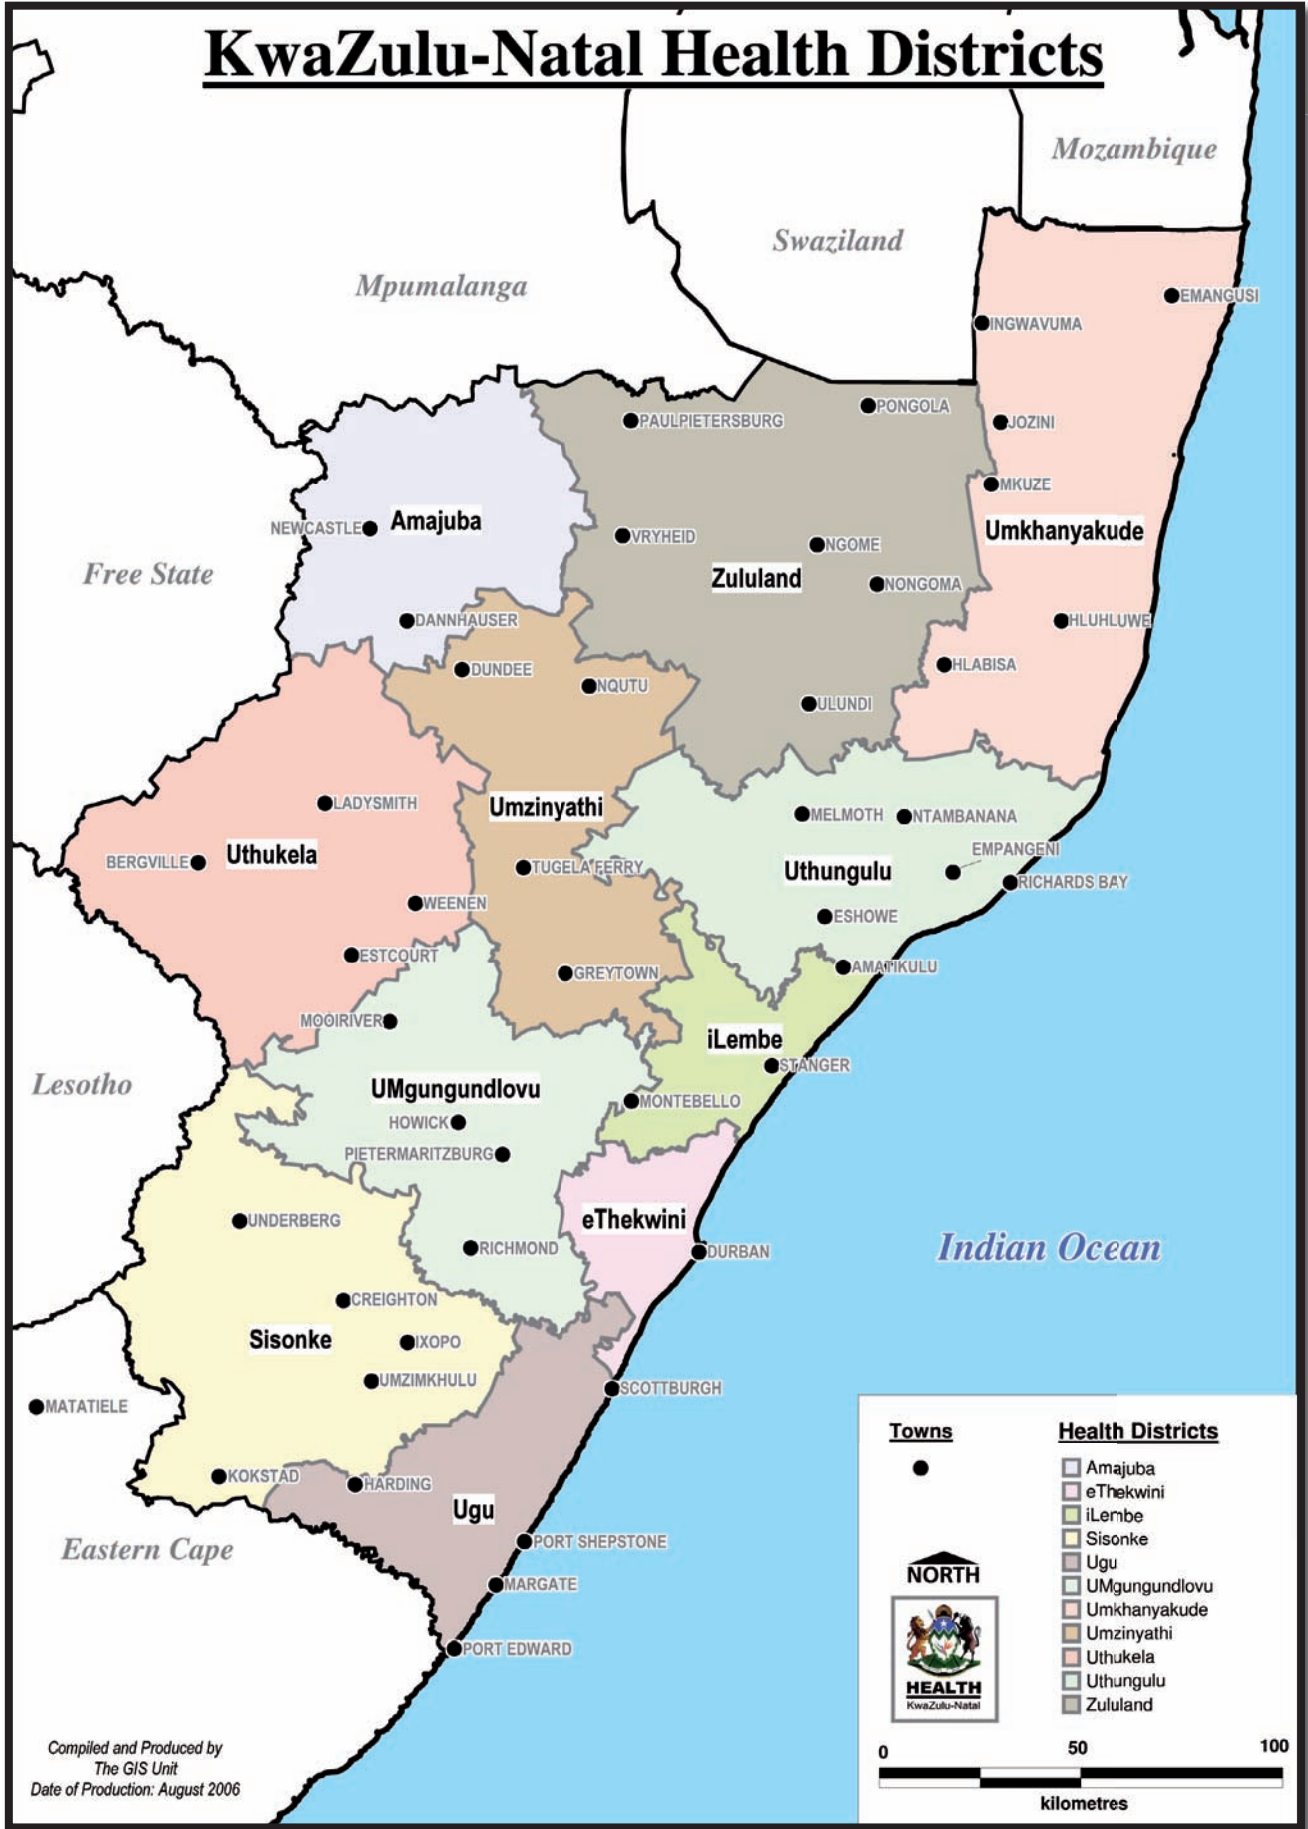 KwaZulu-Natal Health Districts
Mozambique
Swaziland
Mpumalanga
EMANGUSI
INGWAVUMA
PONGOLA
PAULPIETERSBURG
JOZINI
MKUZE
NEWCASTLE
Amajuba
Umkhanyakude
VRYHEID
NGOME
Free State
Zululand
NONGOMA
DANNHAUSER
HLUHLUWE
DUNDEE
HLABISA
NQUTU
ULUNDI
LADYSMITH
Umzinyathi
MELMOTH
NTAMBANANA
EMPANGENI
BERGVILLE
Uthukela
TUGELA FERRY
Uthungulu
RICHARDS BAY
WEENEN
ESHOWE
ESTCOURT
GREYTOWN
AMATIKULU
MOOIRIVER
iLembe
STANGER
Lesotho
UMgungundlovu
MONTEBELLO
HOWICK
PIETERMARITZBURG
UNDERBERG
eThekwini
RICHMOND
DURBAN
Indian Ocean
CREIGHTON
Sisonke
IXOPO
UMZIMKHULU
SCOTTBURGH
MATATIELE
KOKSTAD
HARDING
Ugu
PORT SHEPSTONE
Eastern Cape
MARGATE
PORT EDWARD
Towns
Health Districts
Amajuba
eThekwini
iLembe
Sisonke
Ugu
UMgungundlovu
Umkhanyakude
Umzinyathi
Uthukela
Uthungulu
Zululand
NORTH
HEALTH
KwaZulu-Natal
0 50 100
kilometres
Compiled and Produced by
The GIS Unit
Date of Production: August 2006